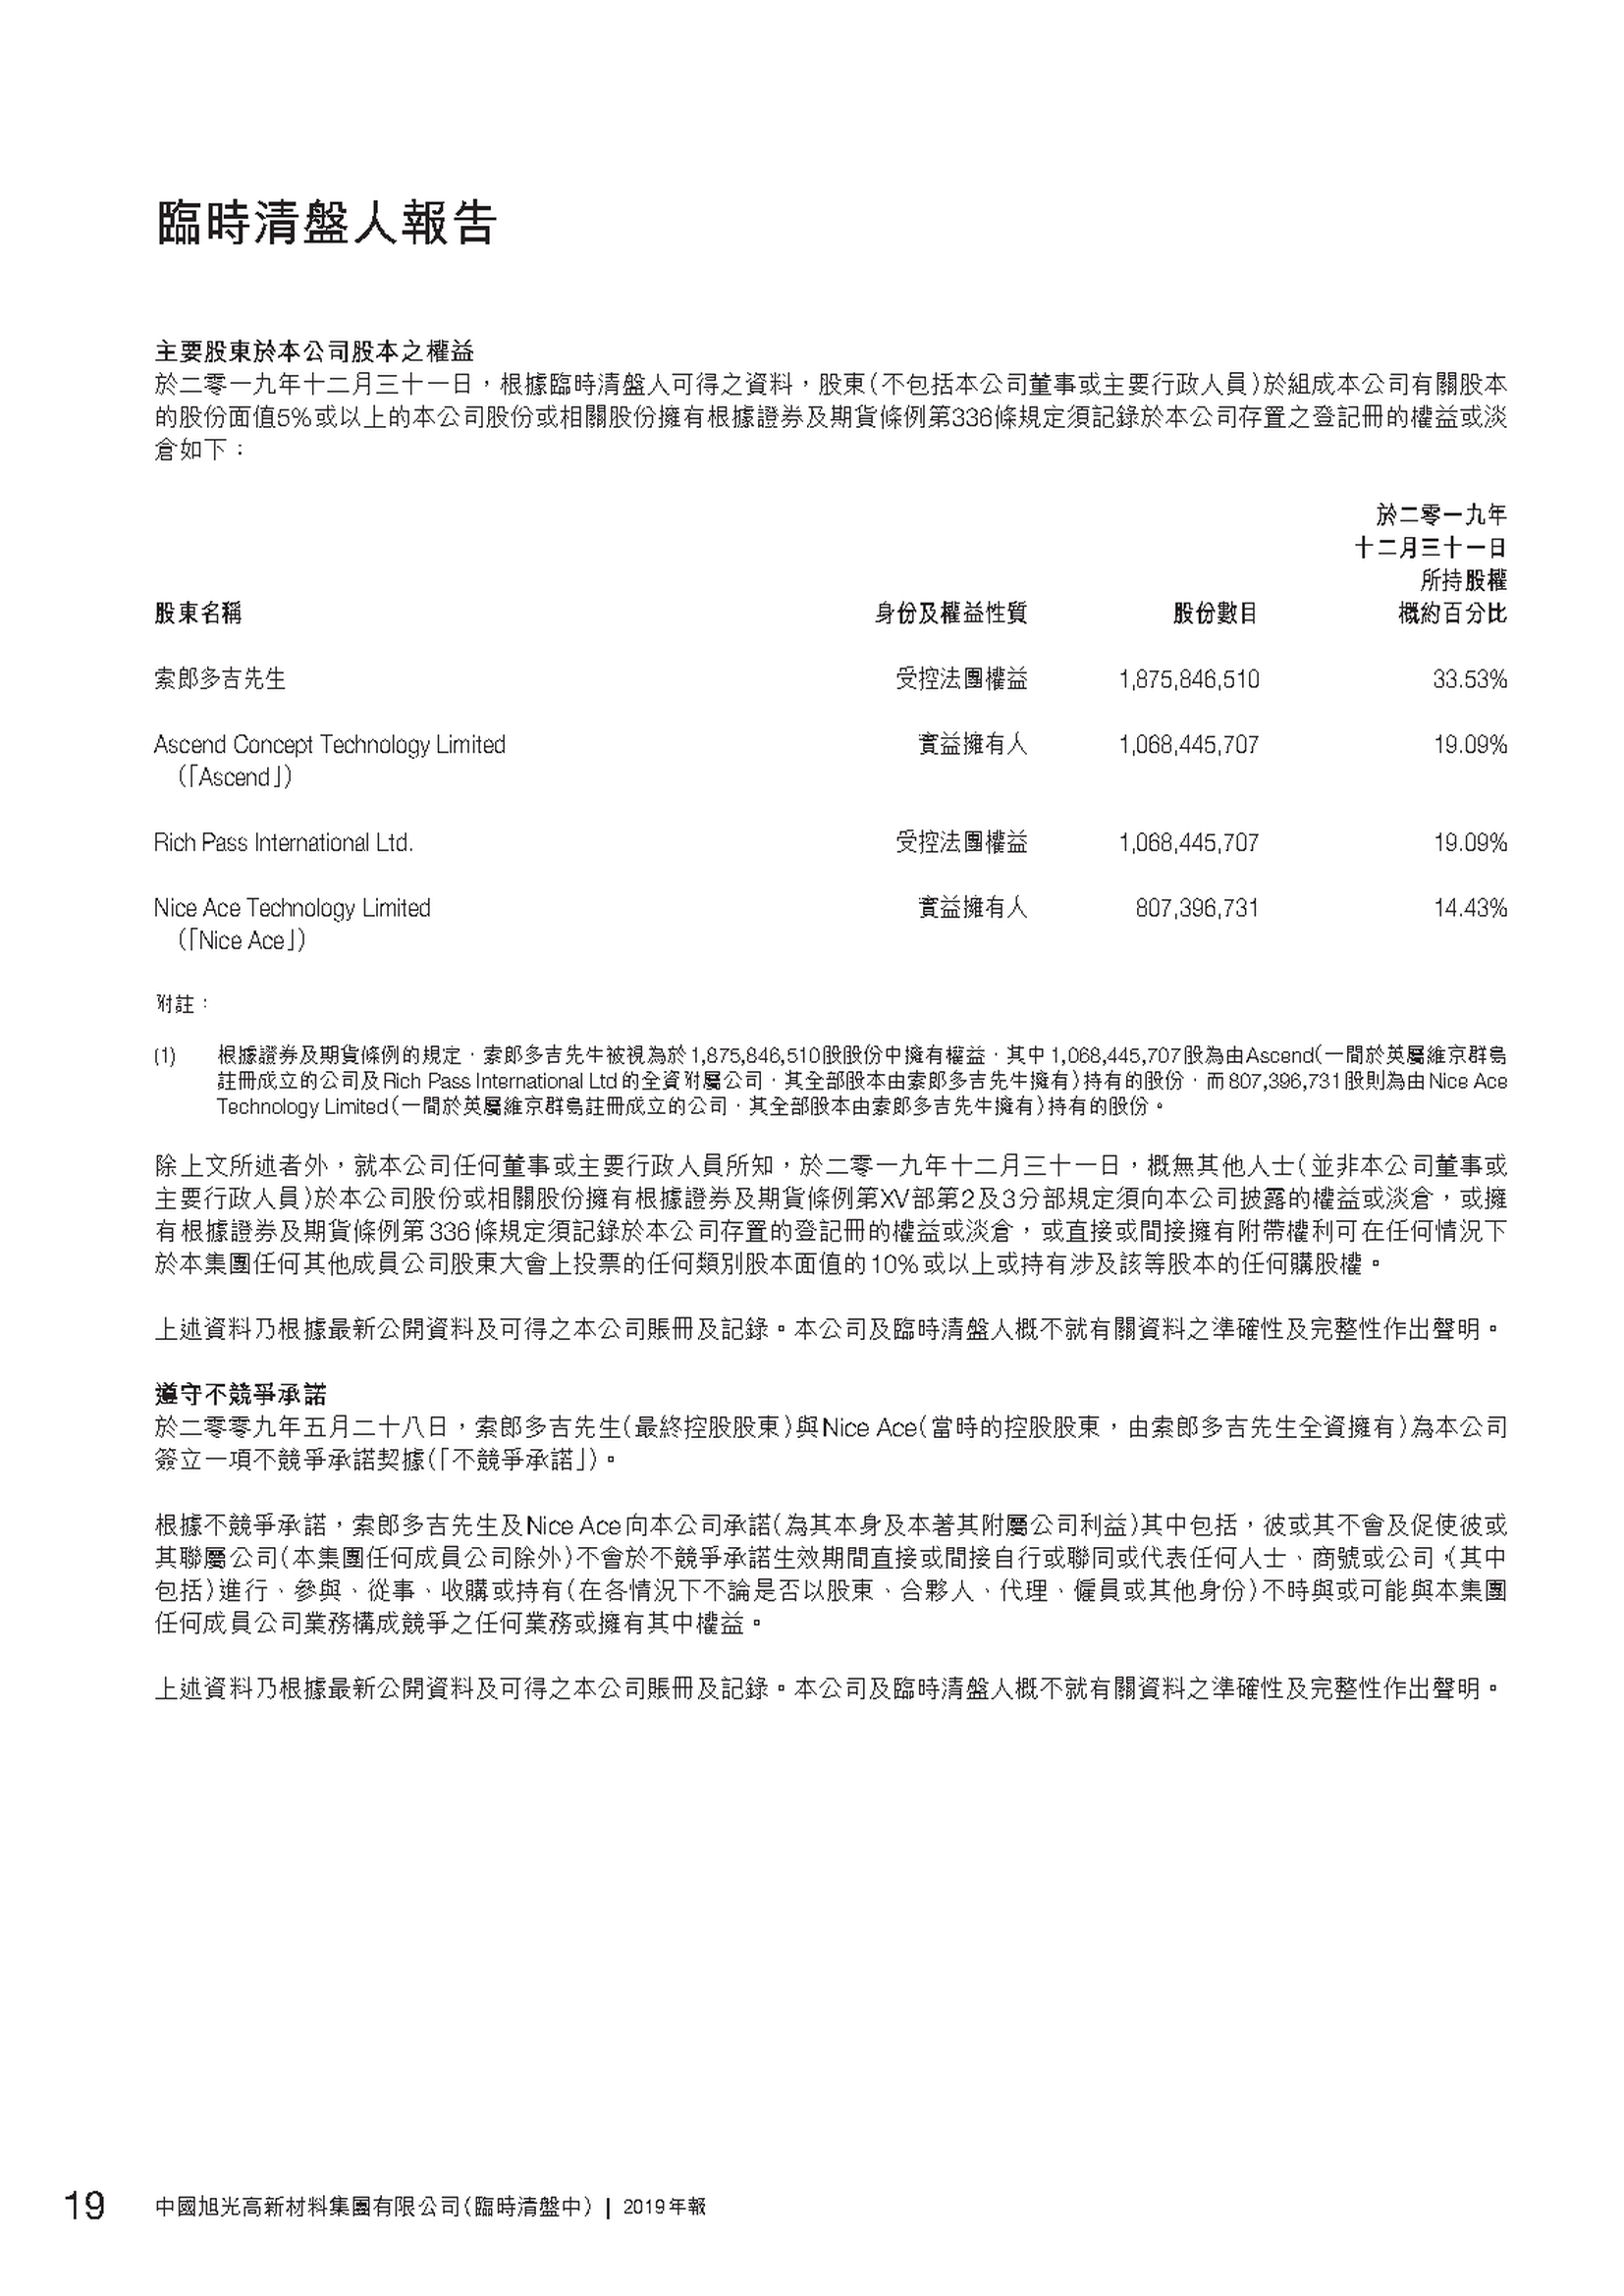 臨時清盤人報告
主要股東於本公司股本之權益
於二零一九年十二月三十一日，根據臨時清盤人可得之資料，股東(不包括本公司董事或主要行政人員)於組成本公司有關股本
的股份面值5%或以上的本公司股份或相關股份擁有根據證券及期貨條例第336條規定須記錄於本公司存置之登記冊的權益或淡
倉如下：
於二零一九年
十二月三十一日
所持股權
股東名稱 身份及權益性質 股份數目 概約百分比
索郎多吉先生 受控法團權益 1,875,846,510 33.53%
Ascend Concept Technology Limited 實益擁有人 1,068,445,707 19.09%
(「Ascend」)
Rich Pass International Ltd. 受控法團權益 1,068,445,707 19.09%
Nice Ace Technology Limited 實益擁有人 807,396,731 14.43%
(「Nice Ace」)
附註：
(1) 根據證券及期貨條例的規定，索郎多吉先生被視為於1,875,846,510股股份中擁有權益，其中1,068,445,707股為由Ascend(一間於英屬維京群島
註冊成立的公司及Rich Pass International Ltd的全資附屬公司，其全部股本由索郎多吉先生擁有)持有的股份，而807,396,731股則為由Nice Ace
Technology Limited(一間於英屬維京群島註冊成立的公司，其全部股本由索郎多吉先生擁有)持有的股份。
除上文所述者外，就本公司任何董事或主要行政人員所知，於二零一九年十二月三十一日，概無其他人士(並非本公司董事或
主要行政人員)於本公司股份或相關股份擁有根據證券及期貨條例第XV部第2及3分部規定須向本公司披露的權益或淡倉，或擁
有根據證券及期貨條例第336條規定須記錄於本公司存置的登記冊的權益或淡倉，或直接或間接擁有附帶權利可在任何情況下
於本集團任何其他成員公司股東大會上投票的任何類別股本面值的10%或以上或持有涉及該等股本的任何購股權。
上述資料乃根據最新公開資料及可得之本公司賬冊及記錄。本公司及臨時清盤人概不就有關資料之準確性及完整性作出聲明。
遵守不競爭承諾
於二零零九年五月二十八日，索郎多吉先生(最終控股股東)與Nice Ace(當時的控股股東，由索郎多吉先生全資擁有)為本公司
簽立一項不競爭承諾契據(「不競爭承諾」)。
根據不競爭承諾，索郎多吉先生及Nice Ace向本公司承諾(為其本身及本著其附屬公司利益)其中包括，彼或其不會及促使彼或
其聯屬公司(本集團任何成員公司除外)不會於不競爭承諾生效期間直接或間接自行或聯同或代表任何人士、商號或公司，(其中
包括)進行、參與、從事、收購或持有(在各情況下不論是否以股東、合夥人、代理、僱員或其他身份)不時與或可能與本集團
任何成員公司業務構成競爭之任何業務或擁有其中權益。
上述資料乃根據最新公開資料及可得之本公司賬冊及記錄。本公司及臨時清盤人概不就有關資料之準確性及完整性作出聲明。
19 中國旭光高新材料集團有限公司(臨時清盤中) | 2019年報